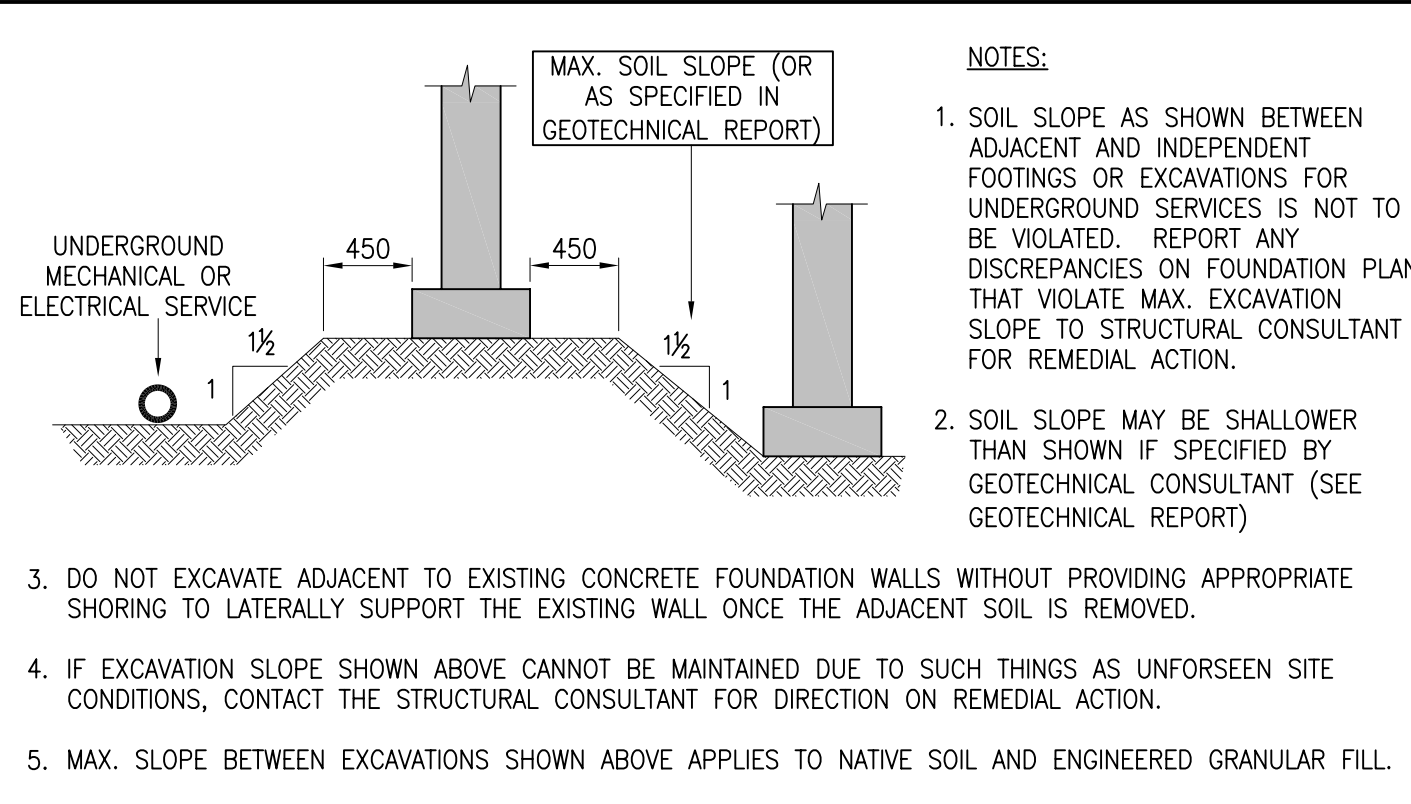 MAX. SOIL SLOPE (OR
AS SPECIFIED IN
GEOTECHNICAL REPORT)
UNDERGROUND
MECHANICAL OR
ELECTRICAL SERVICE
450
450
1½
1
1½
1
NOTES:
1. SOIL SLOPE AS SHOWN BETWEEN
ADJACENT AND INDEPENDENT
FOOTINGS OR EXCAVATIONS FOR
UNDERGROUND SERVICES IS NOT TO
BE VIOLATED. REPORT ANY
DISCREPANCIES ON FOUNDATION PLAN
THAT VIOLATE MAX. EXCAVATION
SLOPE TO STRUCTURAL CONSULTANT
FOR REMEDIAL ACTION.
2. SOIL SLOPE MAY BE SHALLOWER
THAN SHOWN IF SPECIFIED BY
GEOTECHNICAL CONSULTANT (SEE
GEOTECHNICAL REPORT)
3. DO NOT EXCAVATE ADJACENT TO EXISTING CONCRETE FOUNDATION WALLS WITHOUT PROVIDING APPROPRIATE
SHORING TO LATERALLY SUPPORT THE EXISTING WALL ONCE THE ADJACENT SOIL IS REMOVED.
4. IF EXCAVATION SLOPE SHOWN ABOVE CANNOT BE MAINTAINED DUE TO SUCH THINGS AS UNFORSEEN SITE
CONDITIONS, CONTACT THE STRUCTURAL CONSULTANT FOR DIRECTION ON REMEDIAL ACTION.
5. MAX. SLOPE BETWEEN EXCAVATIONS SHOWN ABOVE APPLIES TO NATIVE SOIL AND ENGINEERED GRANULAR FILL.